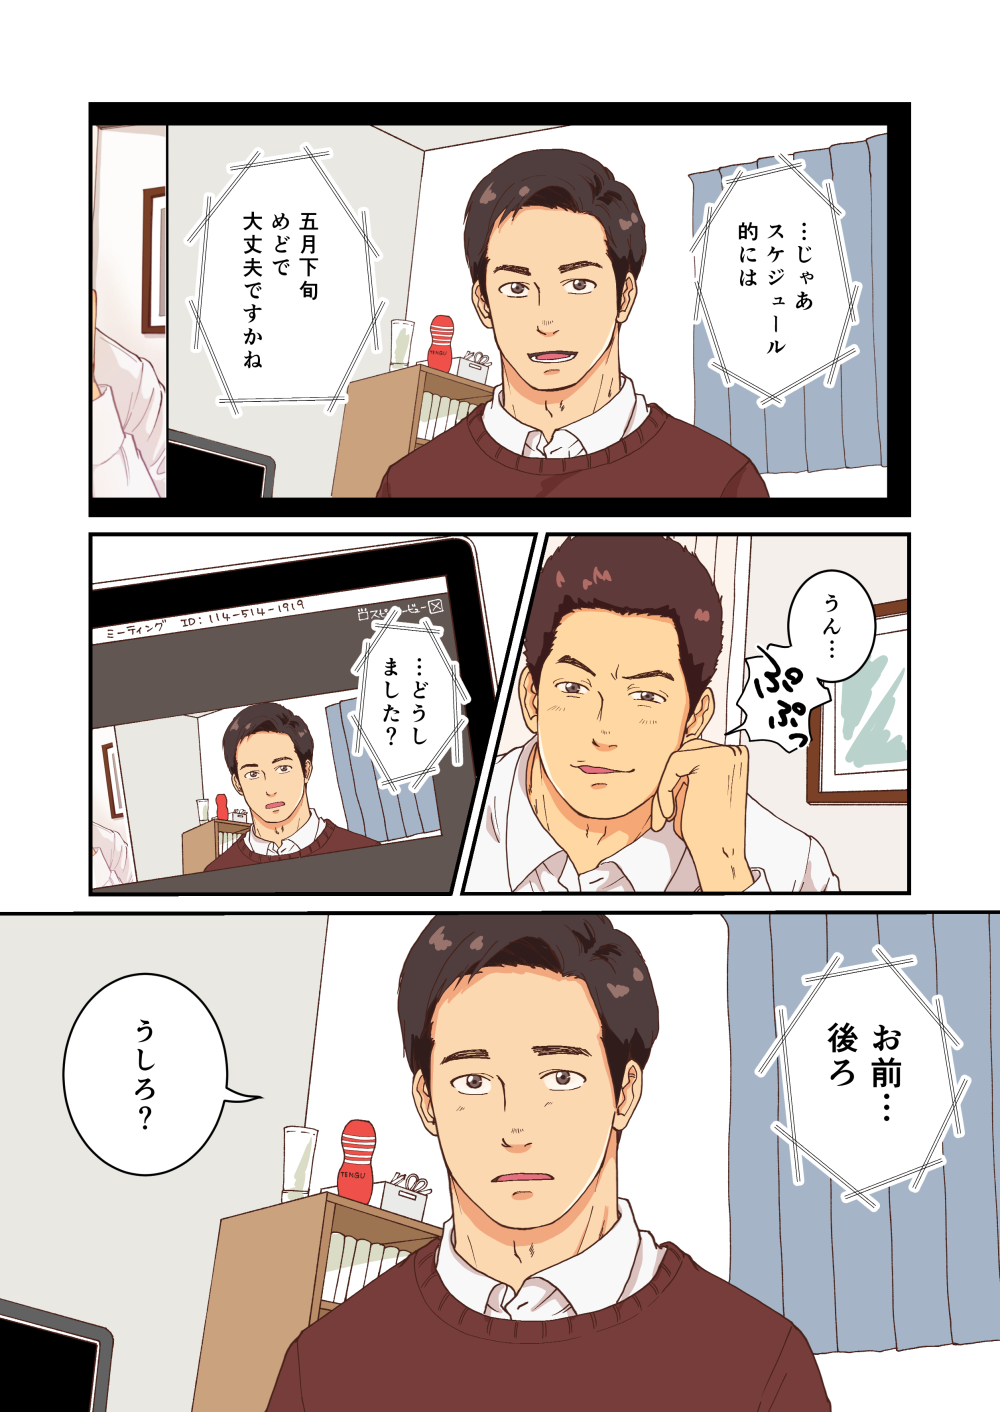 …じゃあ
スケジュール
的には
五月下旬
めどで
大丈夫ですかね
TENGU
うん…
ぷぷ
ぷっ
ミーティング ID: 114-514-1919
…どうし
ました？
お前…
後ろ
うしろ？
TENGU